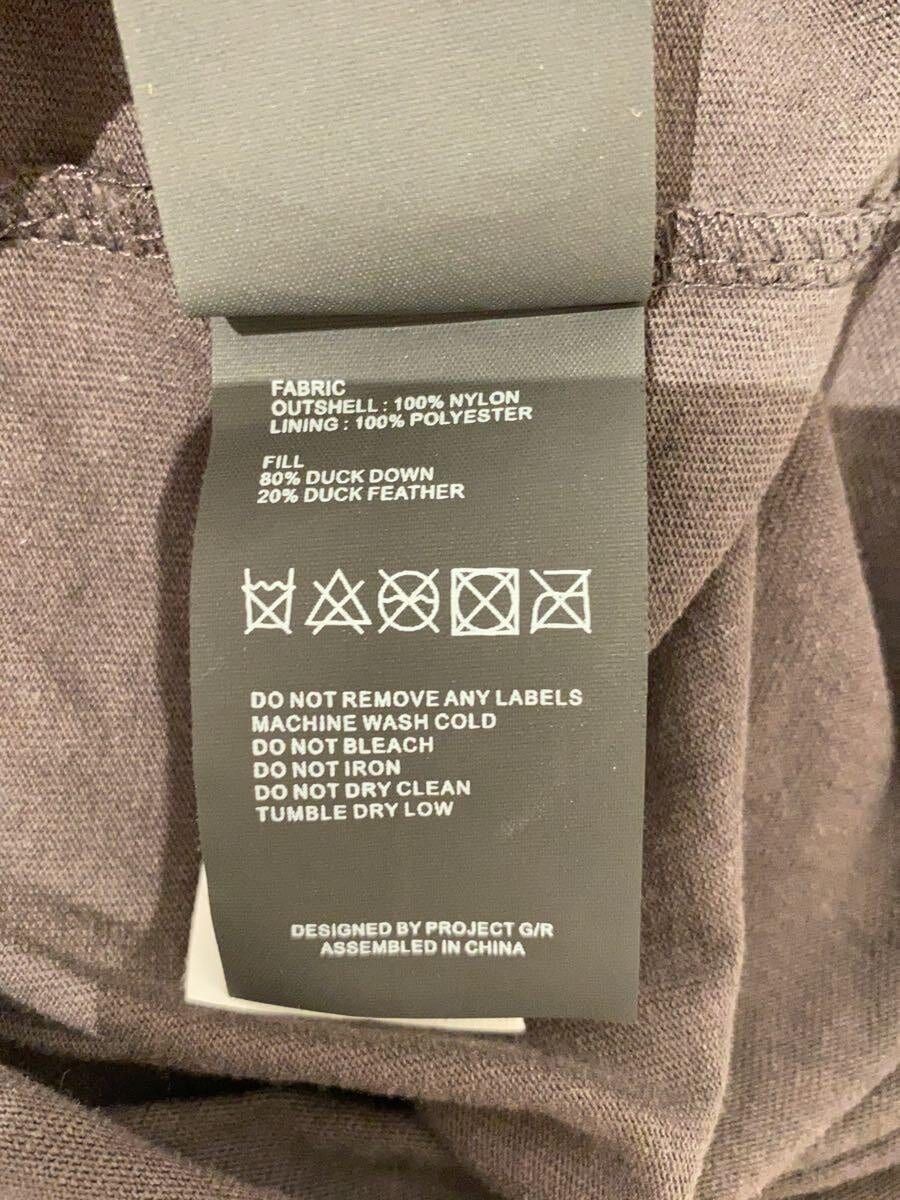 FABRIC
OUTSHELL : 100% NYLON
LINING : 100% POLYESTER
FILL
80% DUCK DOWN
20% DUCK FEATHER
DO NOT REMOVE ANY LABELS
MACHINE WASH COLD
DO NOT BLEACH
DO NOT IRON
DO NOT DRY CLEAN
TUMBLE DRY LOW
DESIGNED BY PROJECT G/R
ASSEMBLED IN CHINA